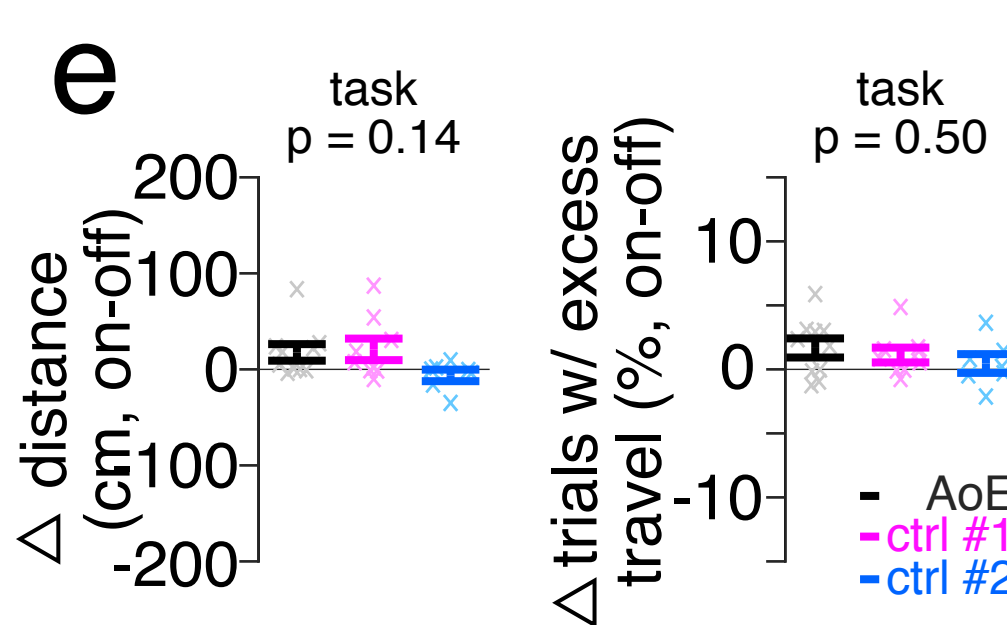 e
task
p = 0.14
△ distance
(cm, on-off)
200
100
0
-100
-200
task
p = 0.50
△ trials w/ excess
travel (%, on-off)
10
0
-10
AoE
ctrl #1
ctrl #2